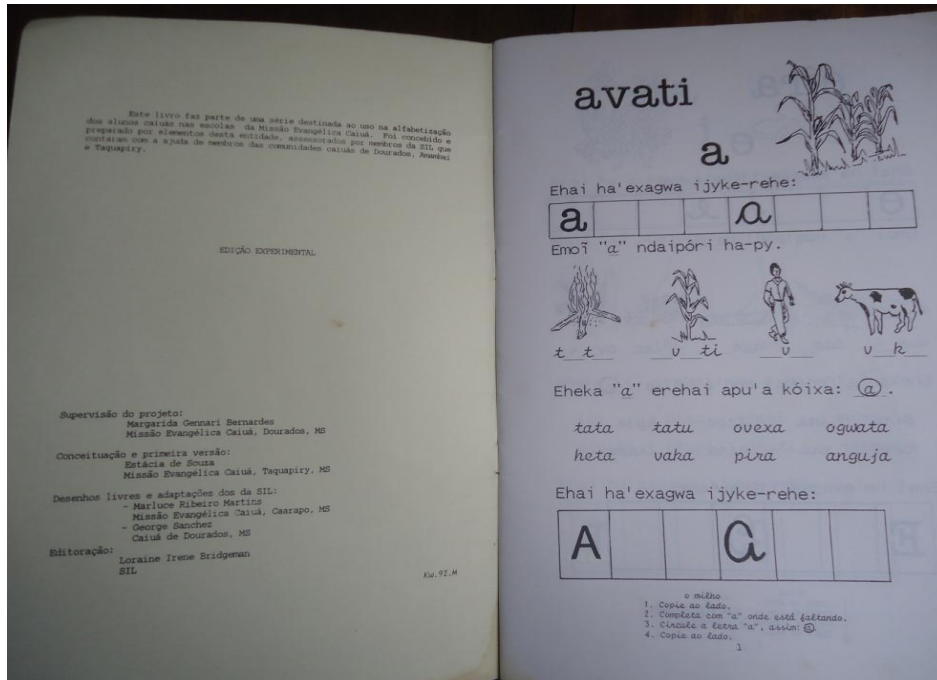 Este livro faz parte de uma série destinada ao uso na alfabetização
dos alunos caiuás nas escolas da Missão Evangélica Caiuá. Foi concebido e
preparado por elementos desta entidade, assessorados por membros da SIL que
contaram com a ajuda de membros das comunidades caiuás de Dourados, Amambai
e Taquapiry.
EDIÇÃO EXPERIMENTAL
Supervisão do projeto:
Margarida Gennari Bernardes
Missão Evangélica Caiuá, Dourados, MS
Conceituação e primeira versão:
Estácia de Souza
Missão Evangélica Caiuá, Taquapiry, MS
Desenhos livres e adaptações dos da SIL:
- Marluce Ribeiro Martins
Missão Evangélica Caiuá, Caarapo, MS
- George Sanchez
Caiuá de Dourados, MS
Editoração:
Loraine Irene Bridgeman
SIL
Kw.92.M
avati
a
Ehai ha'exagwa ijyke-rehe:
a a
Emoĩ "a" ndaipóri ha-py.
t__t__ __v__ti __v__ v__k__
Eheka "a" erehai apu'a kóixa: a.
tata tatu ovexa ogwata
heta vaka pira anguja
Ehai ha'exagwa ijyke-rehe:
A a
o milho
1. Copie ao lado.
2. Completa com "a" onde está faltando.
3. Circule a letra "a", assim: a.
4. Copie ao lado.
1